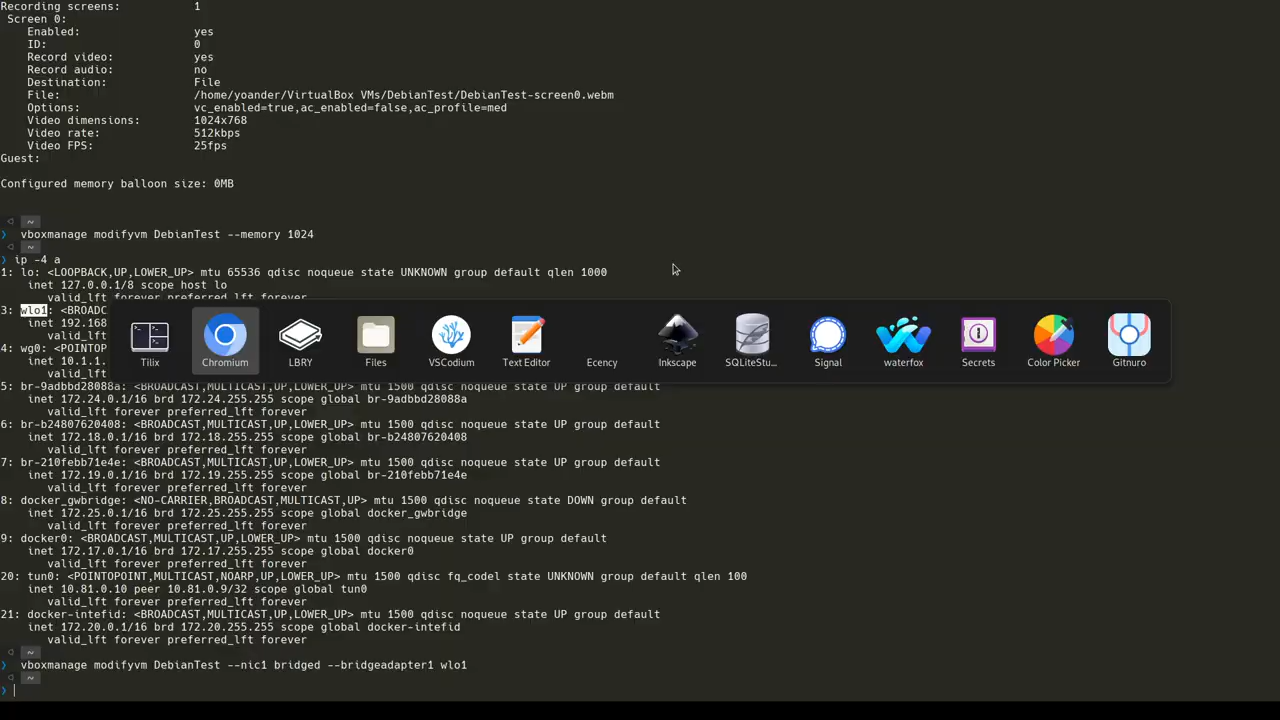 Recording screens: 1
Screen 0:
Enabled: yes
ID: 0
Record video: yes
Record audio: no
Destination: File
File: /home/yoander/VirtualBox VMs/DebianTest/DebianTest-screen0.webm
Options: vc_enabled=true,ac_enabled=false,ac_profile=med
Video dimensions: 1024x768
Video rate: 512kbps
Video FPS: 25fps
Guest:
Configured memory balloon size: 0MB
~
❯ vboxmanage modifyvm DebianTest --memory 1024
~
❯ ip -4 a
1: lo: <LOOPBACK,UP,LOWER_UP> mtu 65536 qdisc noqueue state UNKNOWN group default qlen 1000
inet 127.0.0.1/8 scope host lo
valid_lft forever preferred_lft forever
3: wlo1: <BROADC
inet 192.168
valid_lft
4: wg0: <POINTOP
inet 10.1.1.
valid_lft
Tilix
Chromium
LBRY
Files
VSCodium
Text Editor
Ecency
Inkscape
SQLiteStu...
Signal
waterfox
Secrets
Color Picker
Gitnuro
5: br-9adbbd28088a: <BROADCAST,MULTICAST,UP,LOWER_UP> mtu 1500 qdisc noqueue state UP group default
inet 172.24.0.1/16 brd 172.24.255.255 scope global br-9adbbd28088a
valid_lft forever preferred_lft forever
6: br-b24807620408: <BROADCAST,MULTICAST,UP,LOWER_UP> mtu 1500 qdisc noqueue state UP group default
inet 172.18.0.1/16 brd 172.18.255.255 scope global br-b24807620408
valid_lft forever preferred_lft forever
7: br-210febb71e4e: <BROADCAST,MULTICAST,UP,LOWER_UP> mtu 1500 qdisc noqueue state UP group default
inet 172.19.0.1/16 brd 172.19.255.255 scope global br-210febb71e4e
valid_lft forever preferred_lft forever
8: docker_gwbridge: <NO-CARRIER,BROADCAST,MULTICAST,UP> mtu 1500 qdisc noqueue state DOWN group default
inet 172.25.0.1/16 brd 172.25.255.255 scope global docker_gwbridge
valid_lft forever preferred_lft forever
9: docker0: <BROADCAST,MULTICAST,UP,LOWER_UP> mtu 1500 qdisc noqueue state UP group default
inet 172.17.0.1/16 brd 172.17.255.255 scope global docker0
valid_lft forever preferred_lft forever
20: tun0: <POINTOPOINT,MULTICAST,NOARP,UP,LOWER_UP> mtu 1500 qdisc fq_codel state UNKNOWN group default qlen 100
inet 10.81.0.10 peer 10.81.0.9/32 scope global tun0
valid_lft forever preferred_lft forever
21: docker-intefid: <BROADCAST,MULTICAST,UP,LOWER_UP> mtu 1500 qdisc noqueue state UP group default
inet 172.20.0.1/16 brd 172.20.255.255 scope global docker-intefid
valid_lft forever preferred_lft forever
~
❯ vboxmanage modifyvm DebianTest --nic1 bridged --bridgeadapter1 wlo1
~
❯